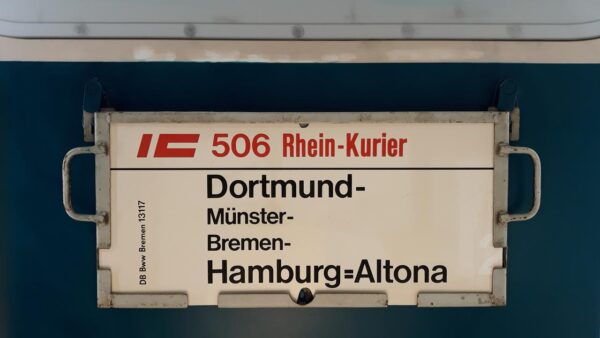 IC 506 Rhein-Kurier
Dortmund-
Münster-
Bremen-
Hamburg=Altona
DB Bww Bremen 13117